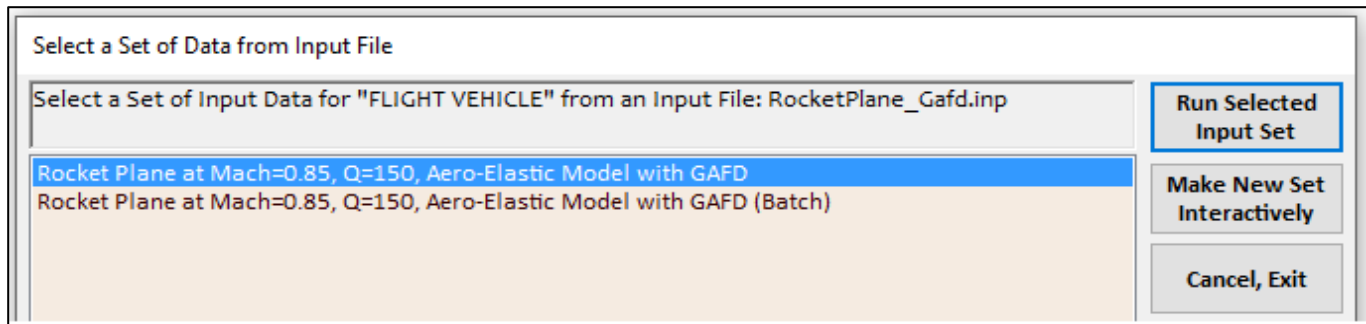 Select a Set of Data from Input File
Select a Set of Input Data for "FLIGHT VEHICLE" from an Input File: RocketPlane_Gafd.inp
Run Selected
Input Set
Rocket Plane at Mach=0.85, Q=150, Aero-Elastic Model with GAFD
Rocket Plane at Mach=0.85, Q=150, Aero-Elastic Model with GAFD (Batch)
Make New Set
Interactively
Cancel, Exit